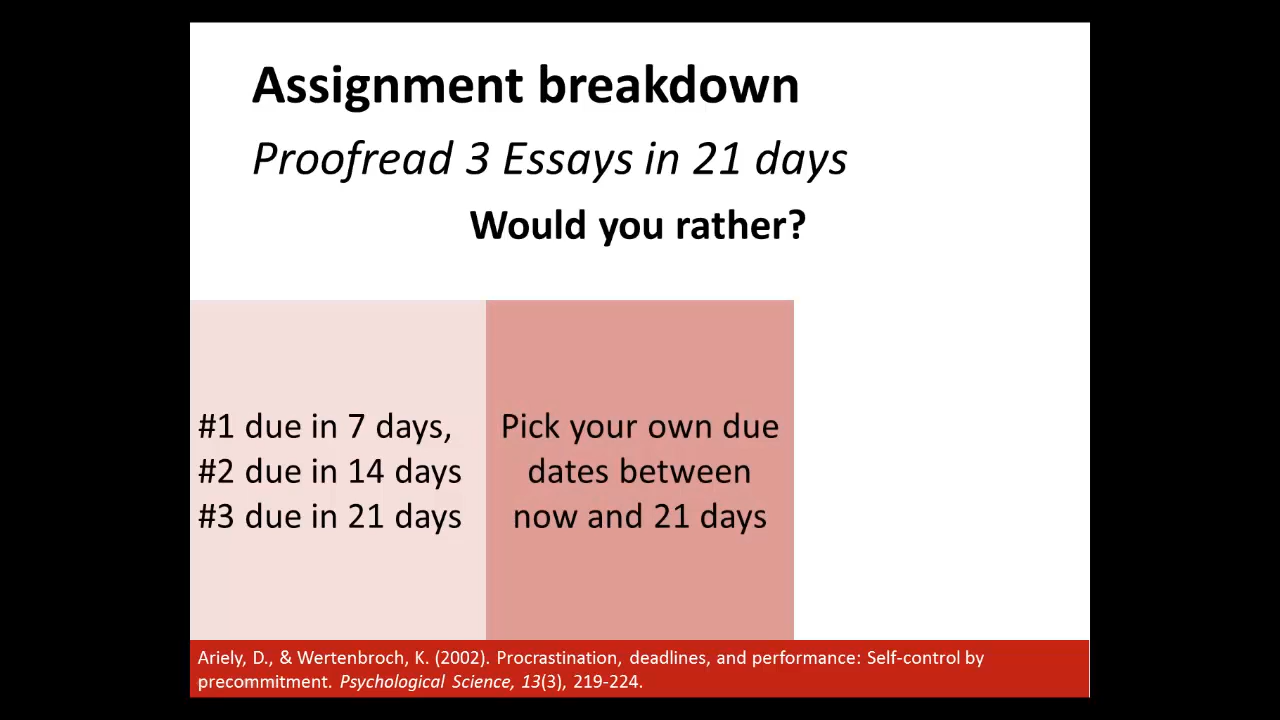 Assignment breakdown
Proofread 3 Essays in 21 days
Would you rather?
#1 due in 7 days,
#2 due in 14 days
#3 due in 21 days
Pick your own due
dates between
now and 21 days
Ariely, D., & Wertenbroch, K. (2002). Procrastination, deadlines, and performance: Self-control by
precommitment. Psychological Science, 13(3), 219-224.